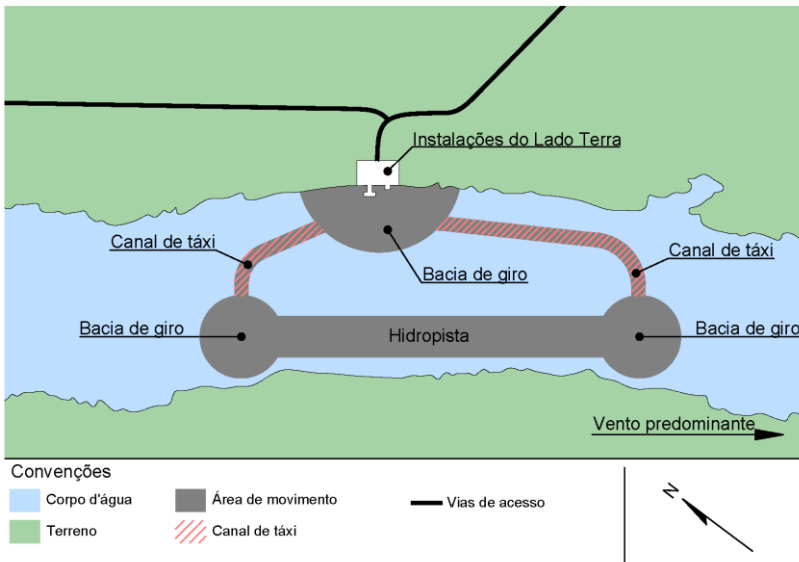 Instalações do Lado Terra
Canal de táxi
Canal de táxi
Bacia de giro
Bacia de giro
Hidropista
Bacia de giro
Vento predominante
Convenções
Corpo d'água
Área de movimento
Vias de acesso
Terreno
Canal de táxi
N